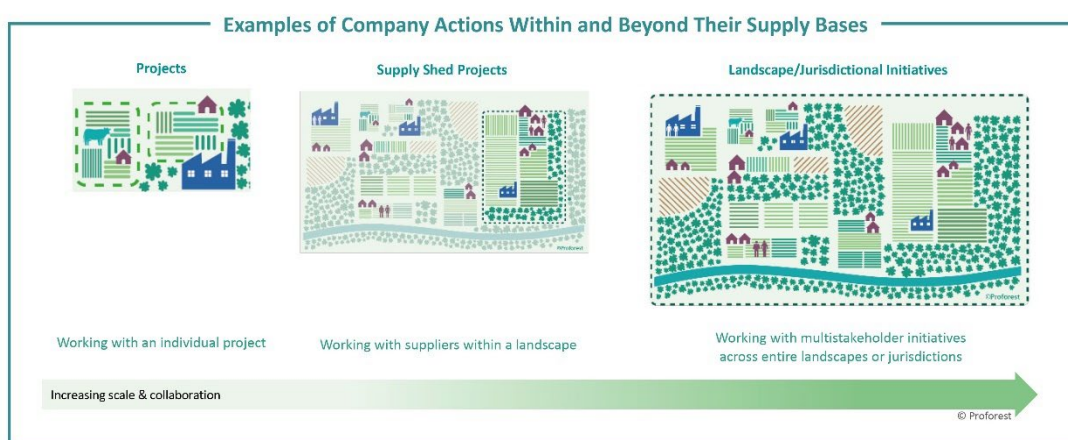 Examples of Company Actions Within and Beyond Their Supply Bases
Projects
Supply Shed Projects
Landscape/Jurisdictional Initiatives
©Proforest
©Proforest
Working with an individual project
Working with suppliers within a landscape
Working with multistakeholder initiatives
across entire landscapes or jurisdictions
Increasing scale & collaboration
© Proforest